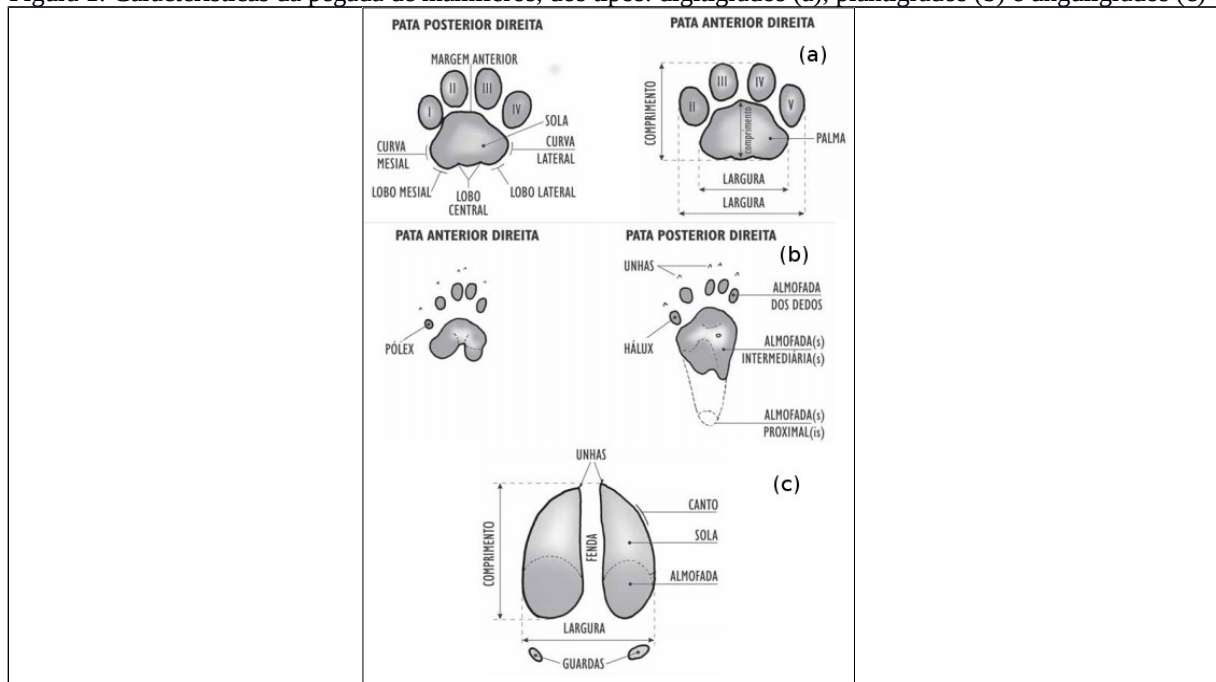 Figura 1: Características da pegada de mamíferos, dos tipos: digitígrados (a), plantígrados (b) e ungulígrados (c)
PATA POSTERIOR DIREITA
MARGEM ANTERIOR
I
II
III
IV
SOLA
CURVA
MESIAL
CURVA
LATERAL
LOBO MESIAL
LOBO
CENTRAL
LOBO LATERAL
PATA ANTERIOR DIREITA
(a)
COMPRIMENTO
II
III
IV
V
comprimento
PALMA
LARGURA
LARGURA
PATA ANTERIOR DIREITA
PÓLEX
PATA POSTERIOR DIREITA
(b)
UNHAS
ALMOFADA
DOS DEDOS
HÁLUX
ALMOFADA(s)
INTERMEDIÁRIA(s)
ALMOFADA(s)
PROXIMAL(is)
UNHAS
(c)
COMPRIMENTO
FENDA
CANTO
SOLA
ALMOFADA
LARGURA
GUARDAS